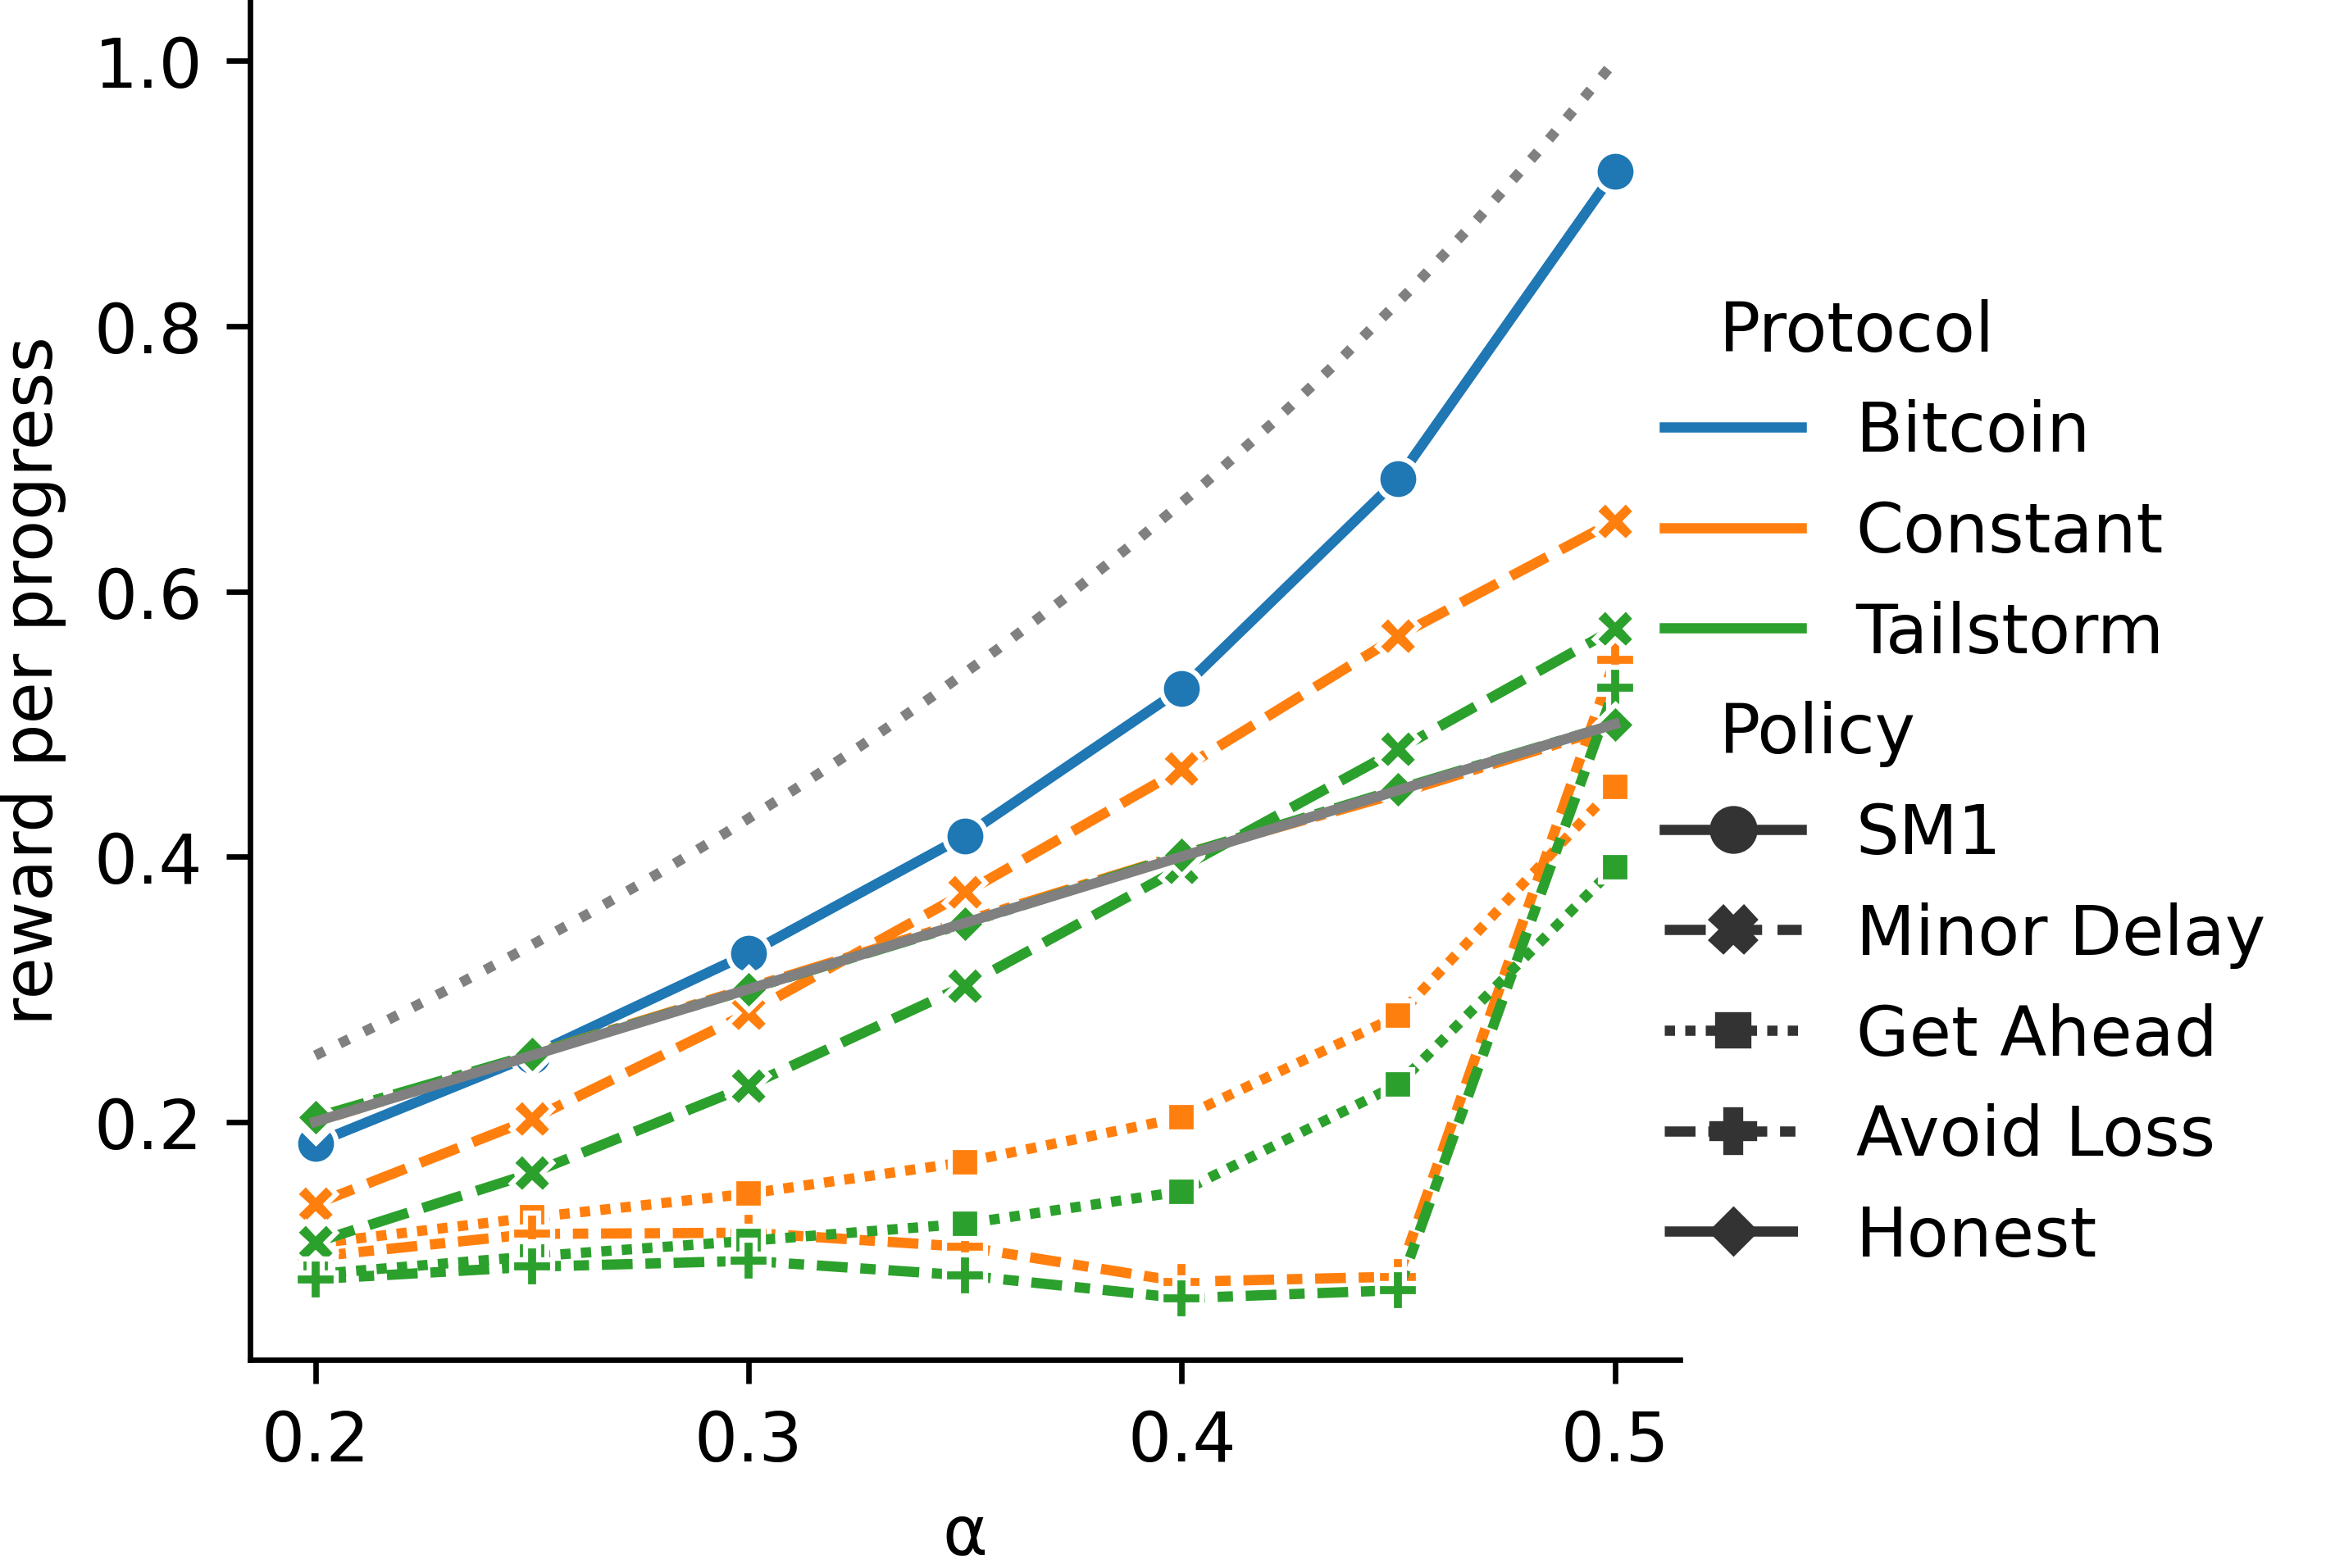 reward per progress
1.0
0.8
0.6
0.4
0.2
0.2 0.3 0.4 0.5
α
Protocol
Bitcoin
Constant
Tailstorm
Policy
SM1
Minor Delay
Get Ahead
Avoid Loss
Honest